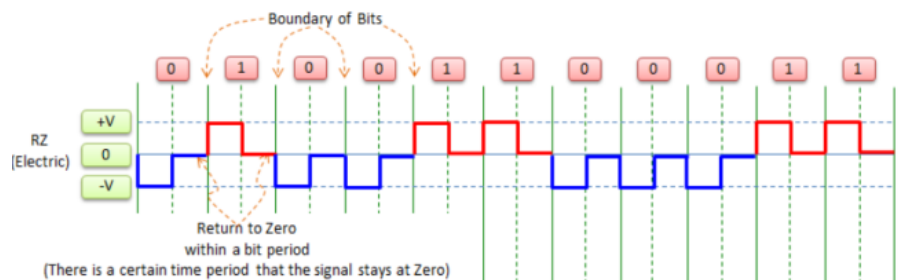 Boundary of Bits
0 1 0 0 1 1 0 0 0 1 1
+V
RZ
(Electric)
0
-V
Return to Zero
within a bit period
(There is a certain time period that the signal stays at Zero)